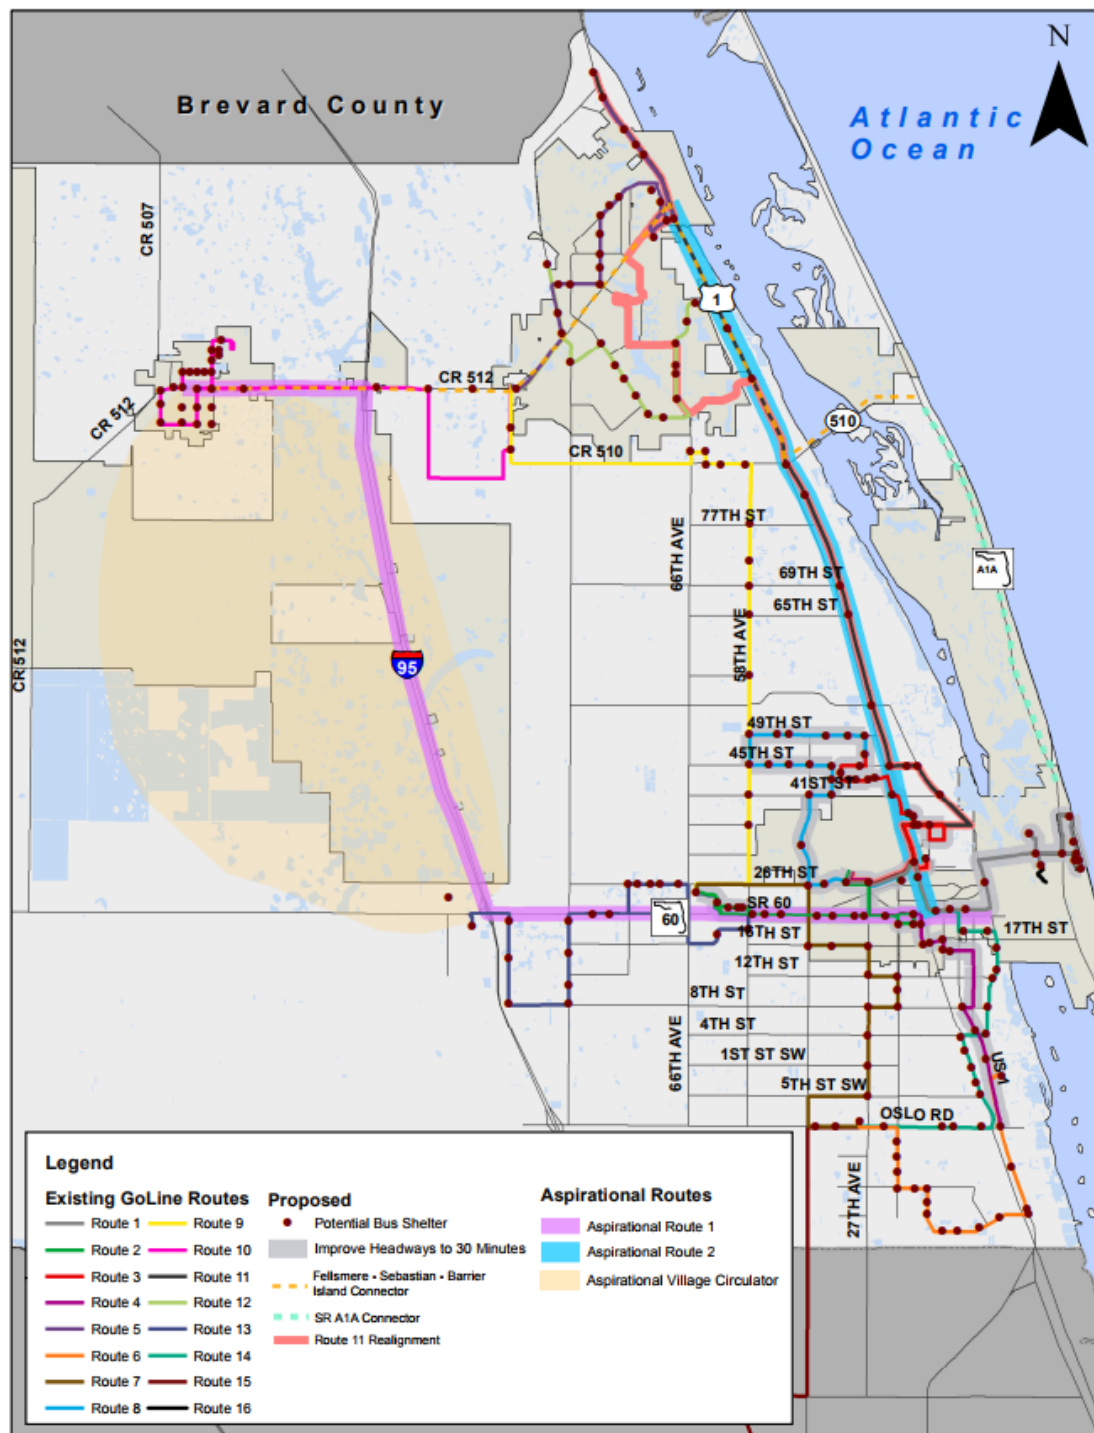 Brevard County
N
Atlantic
Ocean
CR 507
1
CR 512
CR 512
510
CR 510
77TH ST
66TH AVE
A1A
69TH ST
65TH ST
58TH AVE
CR 512
95
49TH ST
45TH ST
41ST ST
26TH ST
SR 60
60
17TH ST
16TH ST
12TH ST
8TH ST
4TH ST
66TH AVE
1ST ST SW
US 1
5TH ST SW
OSLO RD
27TH AVE
Legend
Existing GoLine Routes
Route 1
Route 2
Route 3
Route 4
Route 5
Route 6
Route 7
Route 8
Route 9
Route 10
Route 11
Route 12
Route 13
Route 14
Route 15
Route 16
Proposed
Potential Bus Shelter
Improve Headways to 30 Minutes
Fellsmere - Sebastian - Barrier
Island Connector
SR A1A Connector
Route 11 Realignment
Aspirational Routes
Aspirational Route 1
Aspirational Route 2
Aspirational Village Circulator